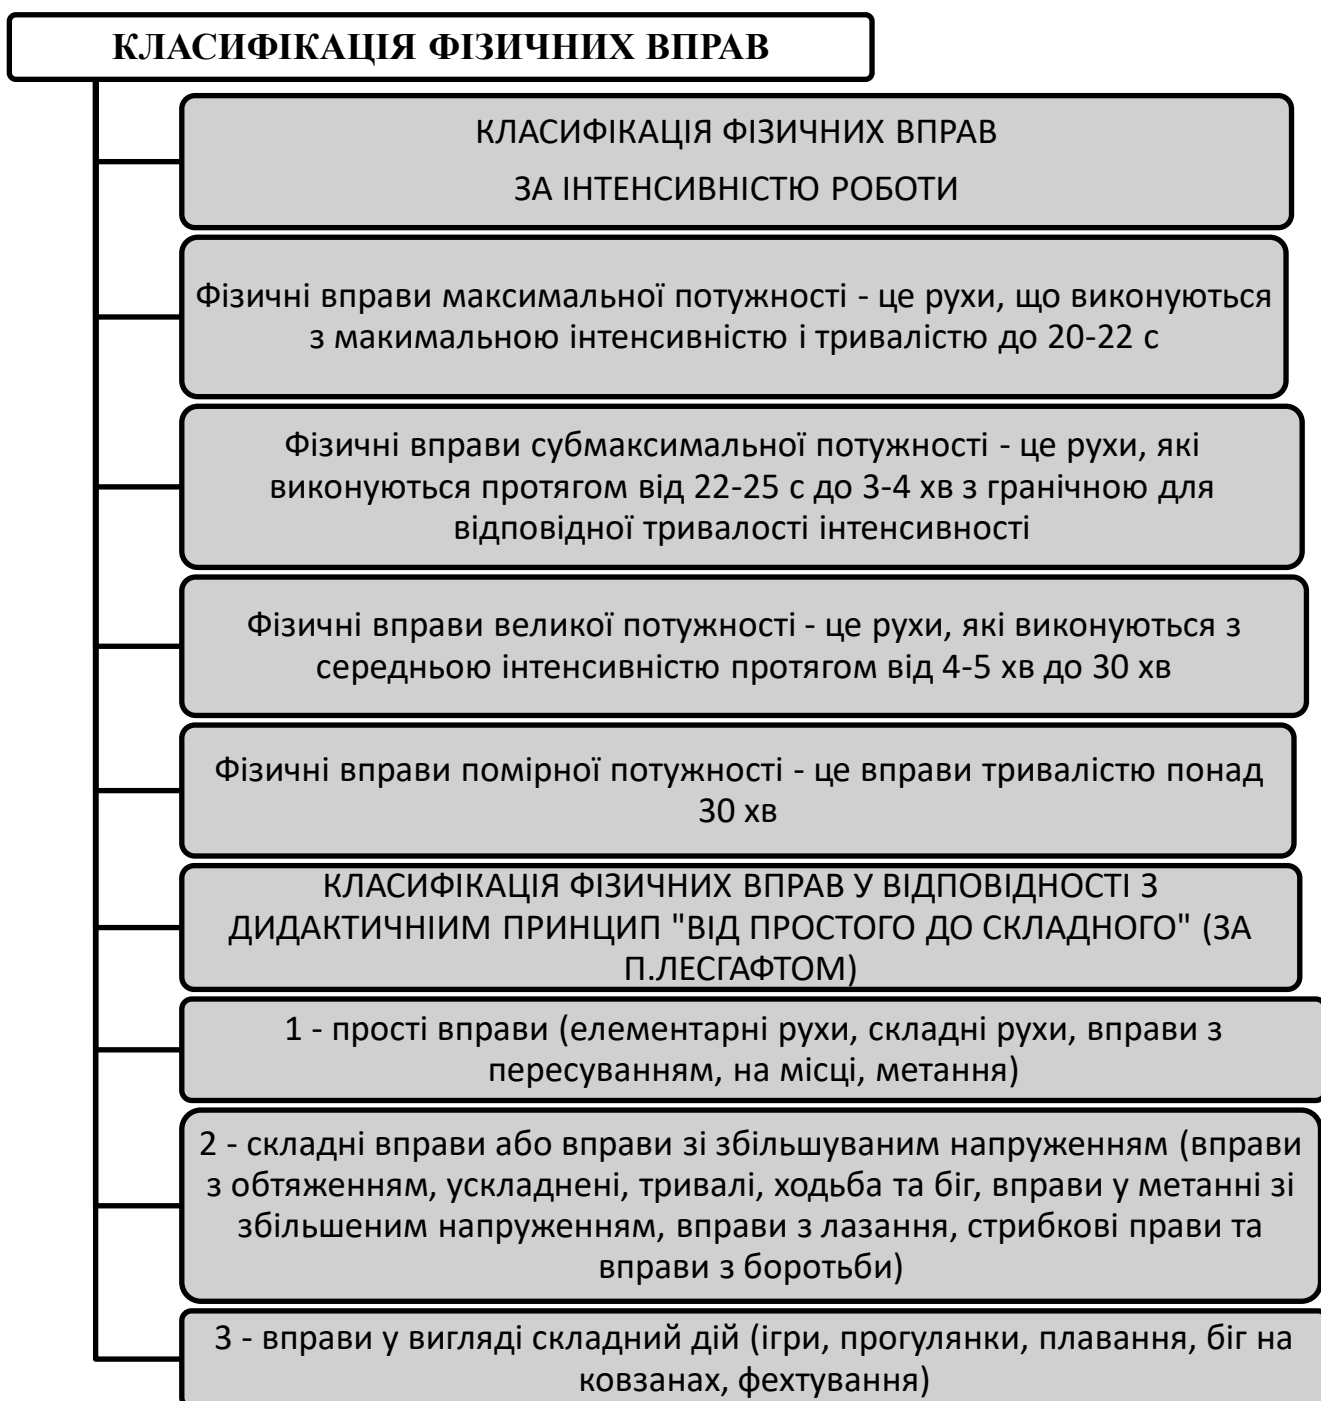 КЛАСИФІКАЦІЯ ФІЗИЧНИХ ВПРАВ
КЛАСИФІКАЦІЯ ФІЗИЧНИХ ВПРАВ
ЗА ІНТЕНСИВНІСТЮ РОБОТИ
Фізичні вправи максимальної потужності - це рухи, що виконуються
з макимальною інтенсивністю і тривалістю до 20-22 с
Фізичні вправи субмаксимальної потужності - це рухи, які
виконуються протягом від 22-25 с до 3-4 хв з гранічною для
відповідної тривалості інтенсивності
Фізичні вправи великої потужності - це рухи, які виконуються з
середньою інтенсивністю протягом від 4-5 хв до 30 хв
Фізичні вправи помірної потужності - це вправи тривалістю понад
30 хв
КЛАСИФІКАЦІЯ ФІЗИЧНИХ ВПРАВ У ВІДПОВІДНОСТІ З
ДИДАКТИЧНІИМ ПРИНЦИП "ВІД ПРОСТОГО ДО СКЛАДНОГО" (ЗА
П.ЛЕСГАФТОМ)
1 - прості вправи (елементарні рухи, складні рухи, вправи з
пересуванням, на місці, метання)
2 - складні вправи або вправи зі збільшуваним напруженням (вправи
з обтяженням, ускладнені, тривалі, ходьба та біг, вправи у метанні зі
збільшеним напруженням, вправи з лазання, стрибкові прави та
вправи з боротьби)
3 - вправи у вигляді складний дій (ігри, прогулянки, плавання, біг на
ковзанах, фехтування)